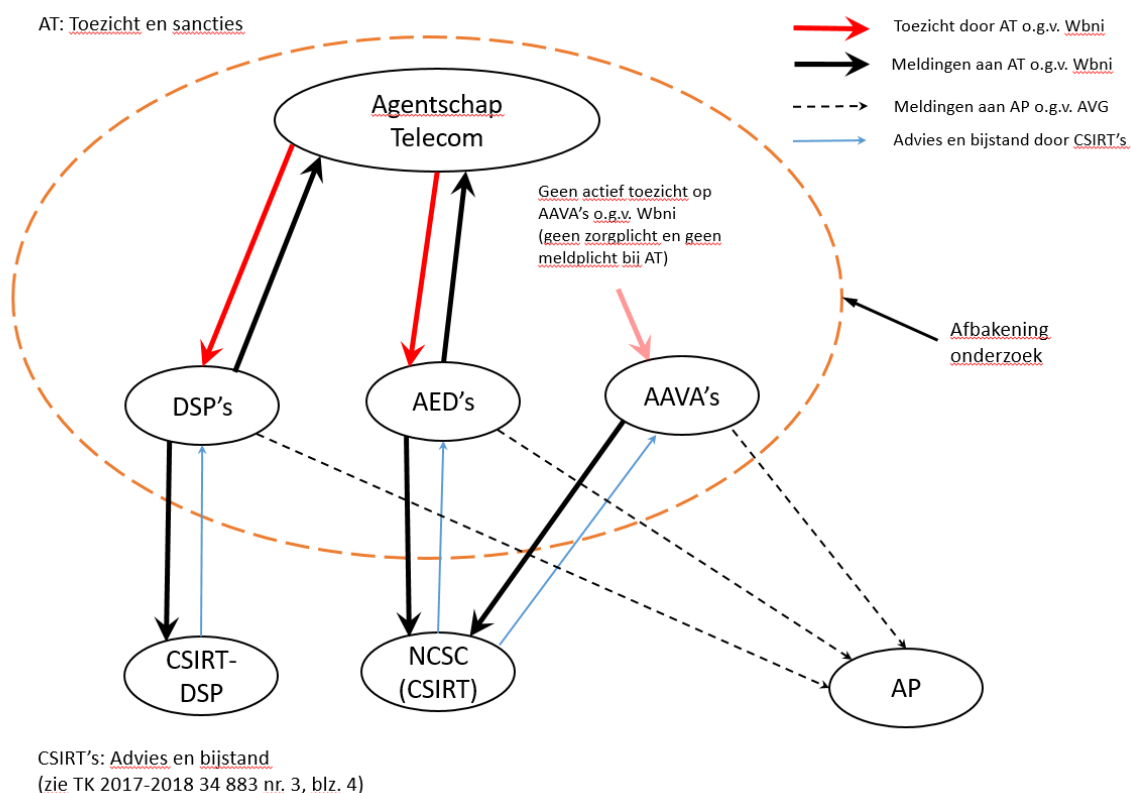 AT: Toezicht en sancties
Toezicht door AT o.g.v. Wbni
Meldingen aan AT o.g.v. Wbni
Meldingen aan AP o.g.v. AVG
Advies en bijstand door CSIRT's
Agentschap
Telecom
Geen actief toezicht op
AAVA's o.g.v. Wbni
(geen zorgplicht en geen
meldplicht bij AT)
Afbakening
onderzoek
DSP's
AED's
AAVA's
CSIRT-
DSP
NCSC
(CSIRT)
AP
CSIRT's: Advies en bijstand
(zie TK 2017-2018 34 883 nr. 3, blz. 4)